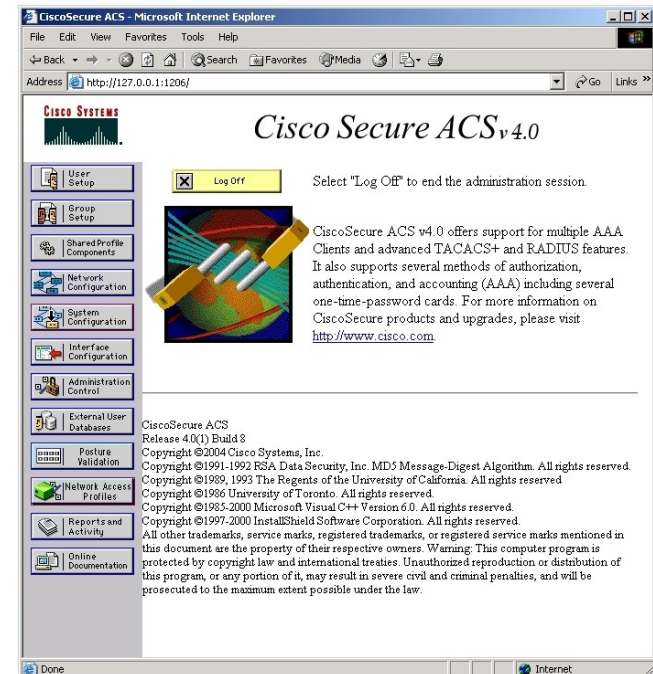 CiscoSecure ACS - Microsoft Internet Explorer
File Edit View Favorites Tools Help
Back Search Favorites Media
Address http://127.0.0.1:1206/ Go Links »
CISCO SYSTEMS
Cisco Secure ACS v 4.0
User
Setup
Group
Setup
Shared Profile
Components
Network
Configuration
System
Configuration
Interface
Configuration
Administration
Control
External User
Databases
Posture
Validation
Network Access
Profiles
Reports and
Activity
Online
Documentation
Log Off
Select "Log Off" to end the administration session.
CiscoSecure ACS v4.0 offers support for multiple AAA
Clients and advanced TACACS+ and RADIUS features.
It also supports several methods of authorization,
authentication, and accounting (AAA) including several
one-time-password cards. For more information on
CiscoSecure products and upgrades, please visit
http://www.cisco.com.
CiscoSecure ACS
Release 4.0(1) Build 8
Copyright ©2004 Cisco Systems, Inc.
Copyright ©1991-1992 RSA Data Security, Inc. MD5 Message-Digest Algorithm. All rights reserved.
Copyright ©1989, 1993 The Regents of the University of California. All rights reserved
Copyright ©1986 University of Toronto. All rights reserved.
Copyright ©1985-2000 Microsoft Visual C++ Version 6.0. All rights reserved.
Copyright ©1997-2000 InstallShield Software Corporation. All rights reserved.
All other trademarks, service marks, registered trademarks, or registered service marks mentioned in
this document are the property of their respective owners. Warning: This computer program is
protected by copyright law and international treaties. Unauthorized reproduction or distribution of
this program, or any portion of it, may result in severe civil and criminal penalties, and will be
prosecuted to the maximum extent possible under the law.
Done Internet